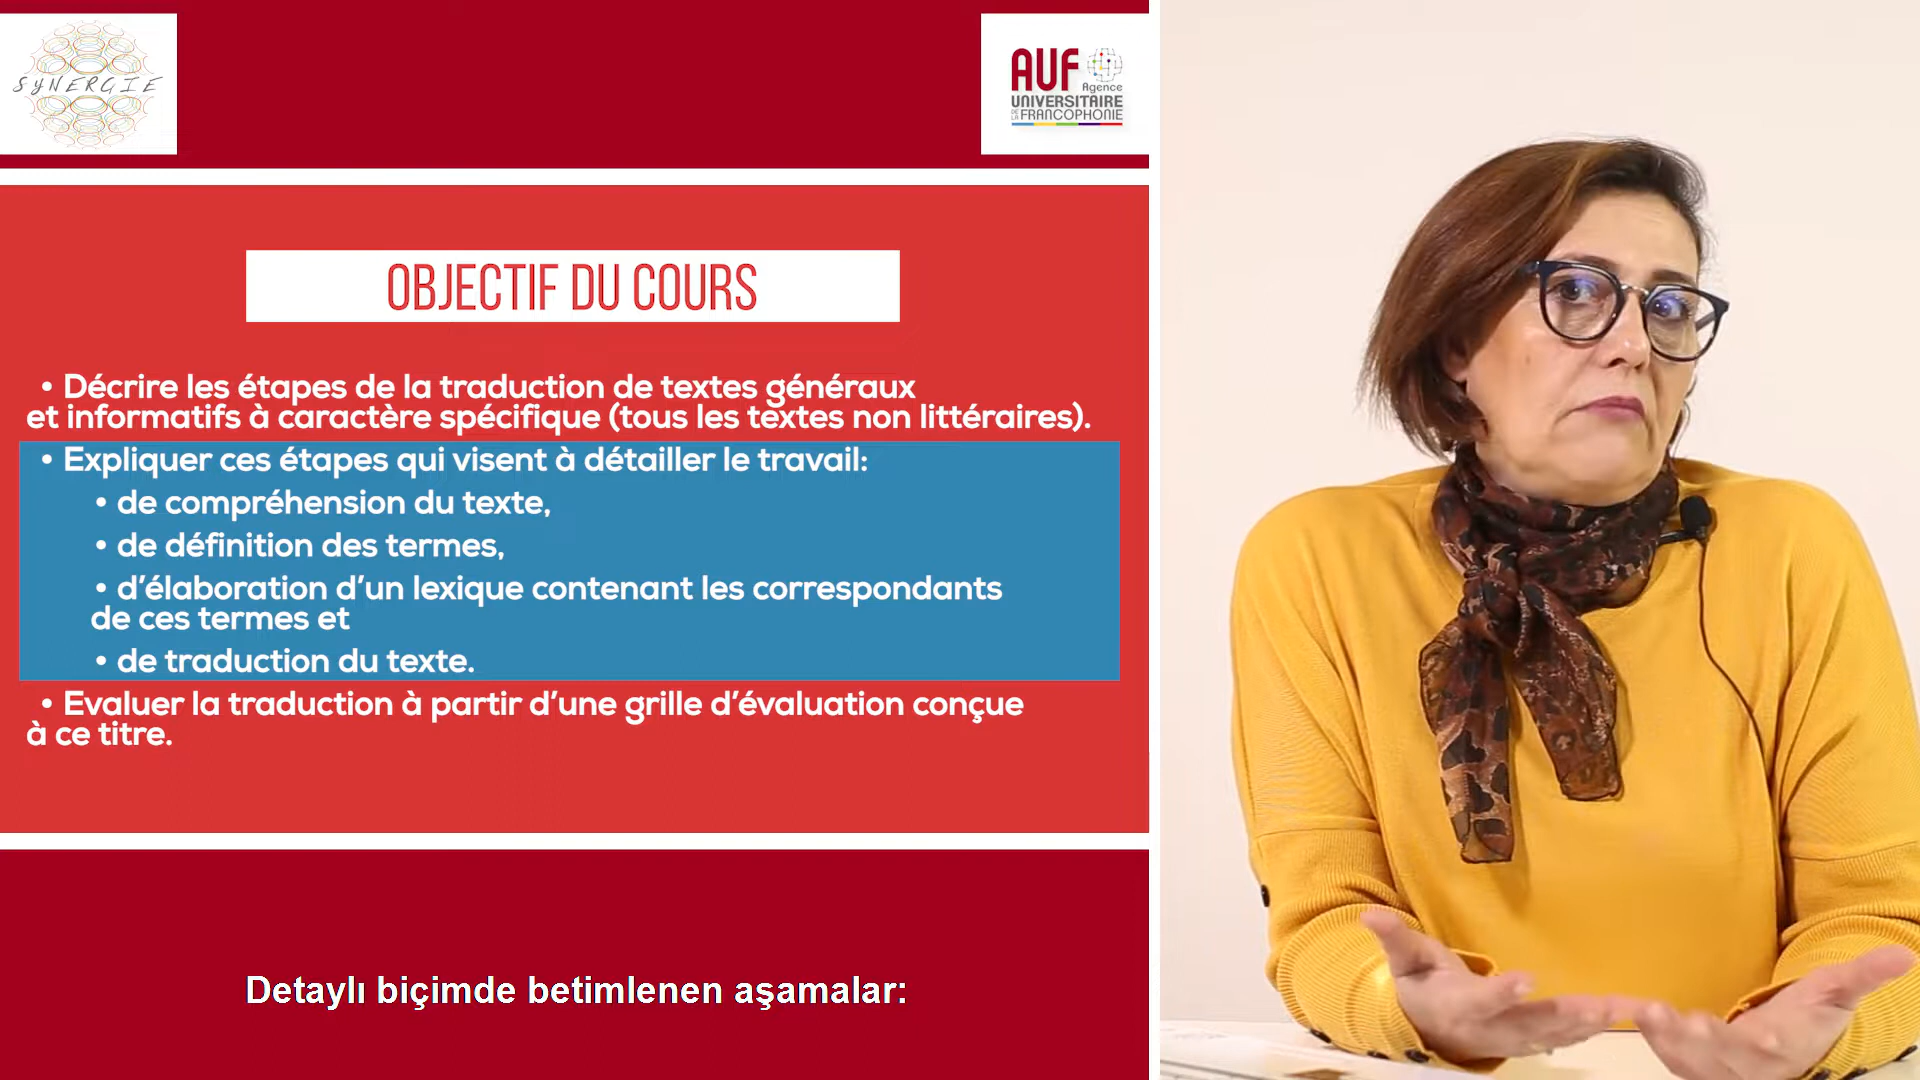 SYNERGIE
AUF
Agence
UNIVERSITAIRE
DE LA FRANCOPHONIE
OBJECTIF DU COURS
• Décrire les étapes de la traduction de textes généraux
et informatifs à caractère spécifique (tous les textes non littéraires).
• Expliquer ces étapes qui visent à détailler le travail:
• de compréhension du texte,
• de définition des termes,
• d’élaboration d’un lexique contenant les correspondants
de ces termes et
• de traduction du texte.
• Evaluer la traduction à partir d’une grille d’évaluation conçue
à ce titre.
Detaylı biçimde betimlenen aşamalar: